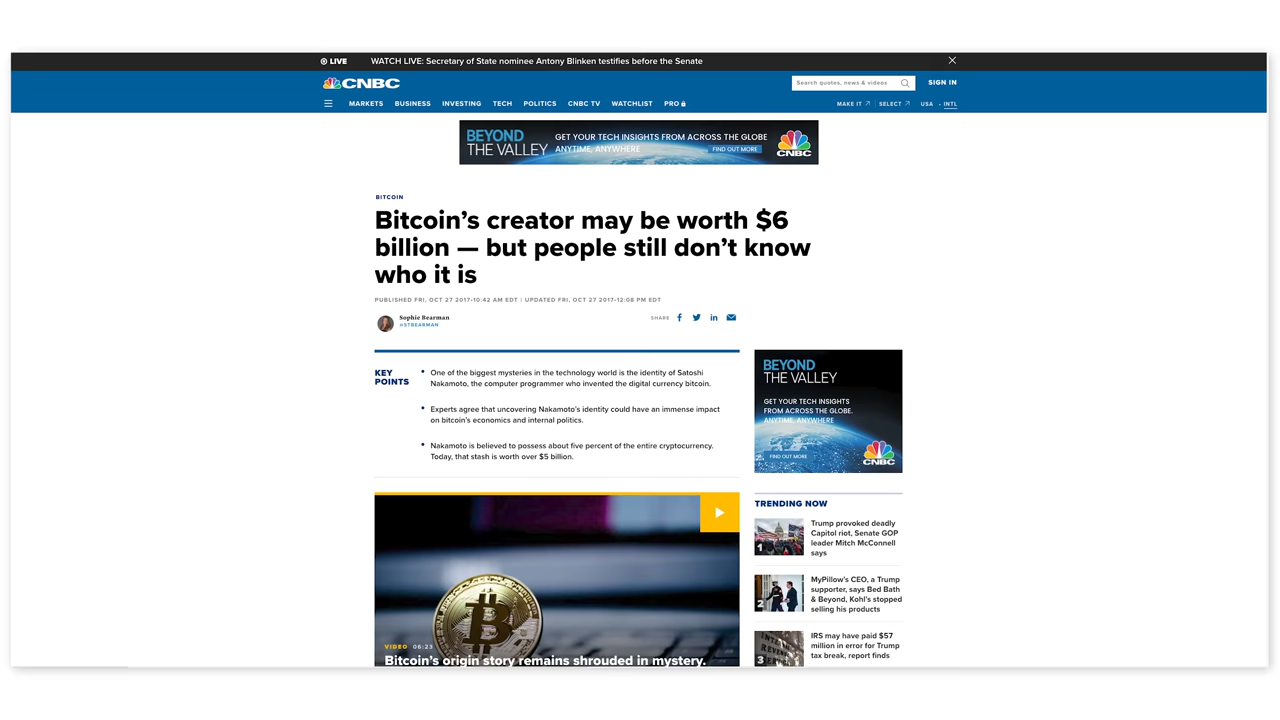 LIVE WATCH LIVE: Secretary of State nominee Antony Blinken testifies before the Senate
CNBC
Search quotes, news & videos
SIGN IN
MARKETS BUSINESS INVESTING TECH POLITICS CNBC TV WATCHLIST PRO
MAKE IT SELECT USA • INTL
BEYOND THE VALLEY
GET YOUR TECH INSIGHTS FROM ACROSS THE GLOBE
ANYTIME, ANYWHERE
FIND OUT MORE
CNBC
BITCOIN
Bitcoin’s creator may be worth $6
billion — but people still don’t know
who it is
PUBLISHED FRI, OCT 27 2017•10:42 AM EDT | UPDATED FRI, OCT 27 2017•12:08 PM EDT
Sophie Bearman
@STBEARMAN
SHARE
KEY
POINTS
• One of the biggest mysteries in the technology world is the identity of Satoshi
Nakamoto, the computer programmer who invented the digital currency bitcoin.
• Experts agree that uncovering Nakamoto’s identity could have an immense impact
on bitcoin’s economics and internal politics.
• Nakamoto is believed to possess about five percent of the entire cryptocurrency.
Today, that stash is worth over $5 billion.
VIDEO 06:23
Bitcoin’s origin story remains shrouded in mystery.
BEYOND
THE VALLEY
GET YOUR TECH INSIGHTS
FROM ACROSS THE GLOBE.
ANYTIME, ANYWHERE
FIND OUT MORE
CNBC
TRENDING NOW
1
Trump provoked deadly
Capitol riot, Senate GOP
leader Mitch McConnell
says
2
MyPillow’s CEO, a Trump
supporter, says Bed Bath
& Beyond, Kohl’s stopped
selling his products
3
IRS may have paid $57
million in error for Trump
tax break, report finds